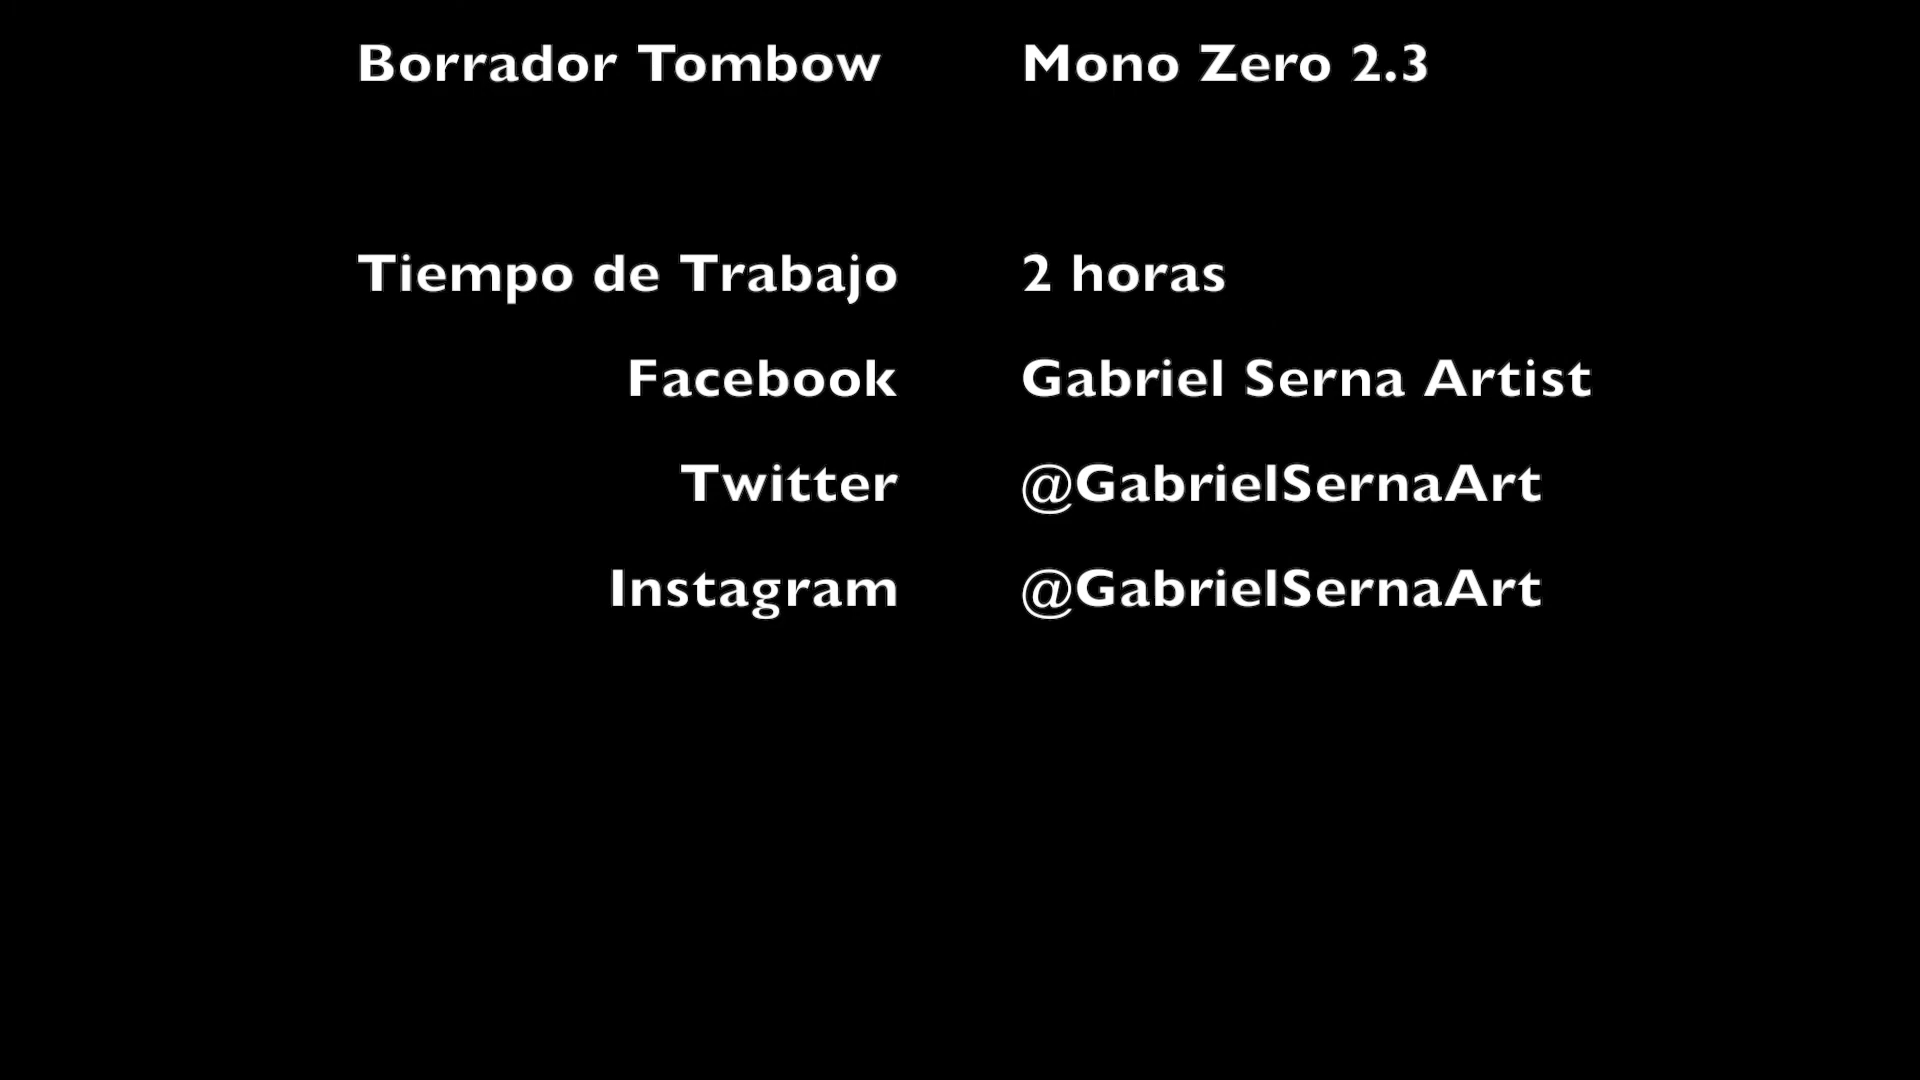 Borrador Tombow Mono Zero 2.3
Tiempo de Trabajo 2 horas
Facebook Gabriel Serna Artist
Twitter @GabrielSernaArt
Instagram @GabrielSernaArt